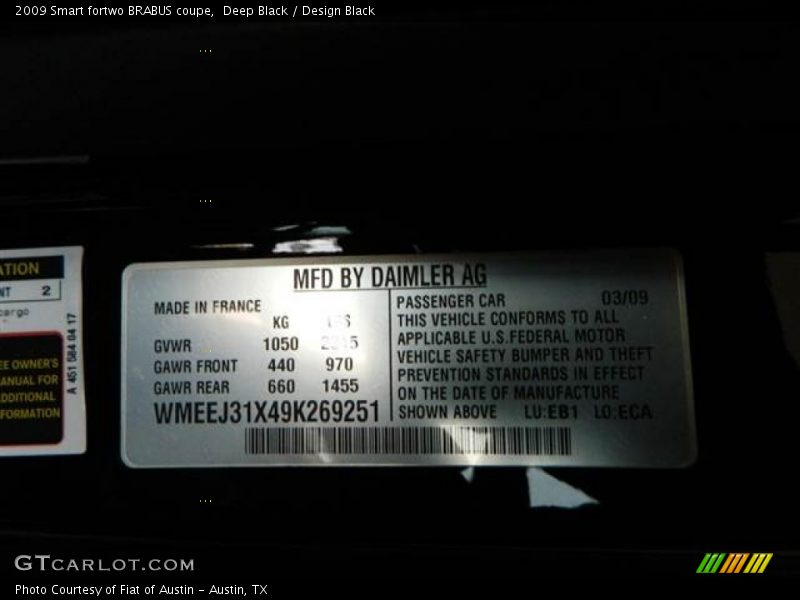 2009 Smart fortwo BRABUS coupe,  Deep Black / Design Black
MFD BY DAIMLER AG
MADE IN FRANCE
KG LBS
GVWR 1050
GAWR FRONT 440 970
GAWR REAR 660 1455
WMEEJ31X49K269251
PASSENGER CAR 03/09
THIS VEHICLE CONFORMS TO ALL
APPLICABLE U.S.FEDERAL MOTOR
VEHICLE SAFETY BUMPER AND THEFT
PREVENTION STANDARDS IN EFFECT
ON THE DATE OF MANUFACTURE
SHOWN ABOVE LU:EB1 LO:ECA
ATION
NT 2
cargo
EE OWNER'S
ANUAL FOR
DDITIONAL
FORMATION
A 451 584 04 17
GTCARLOT.COM
Photo Courtesy of Fiat of Austin - Austin, TX